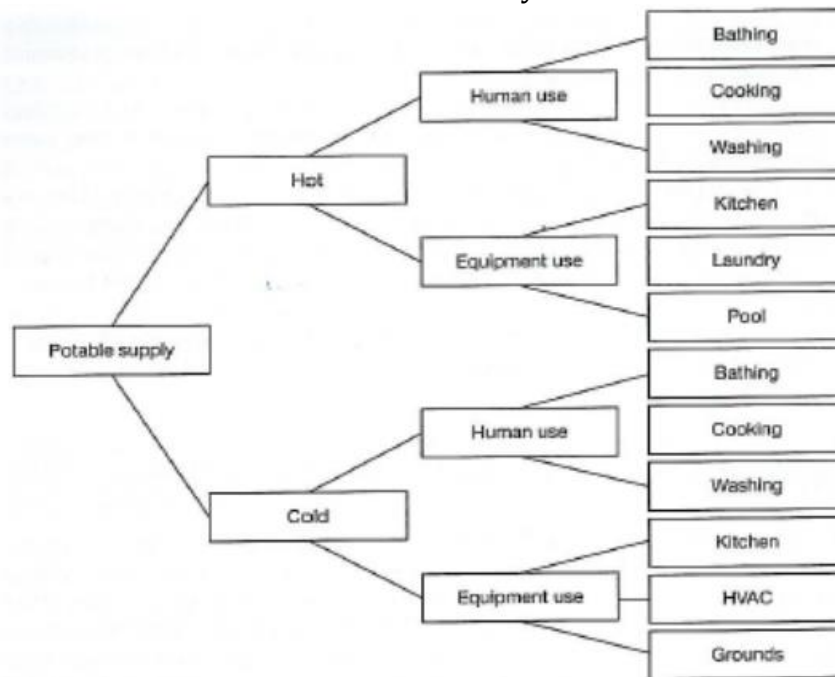 Bathing
Human use
Cooking
Washing
Hot
Kitchen
Equipment use
Laundry
Pool
Potable supply
Bathing
Human use
Cooking
Washing
Cold
Kitchen
Equipment use
HVAC
Grounds